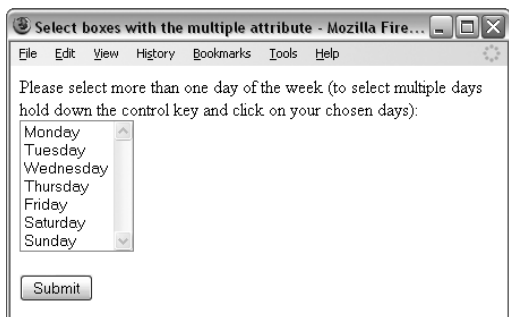 Select boxes with the multiple attribute - Mozilla Fire...
File Edit View History Bookmarks Tools Help
Please select more than one day of the week (to select multiple days
hold down the control key and click on your chosen days):
Monday
Tuesday
Wednesday
Thursday
Friday
Saturday
Sunday
Submit